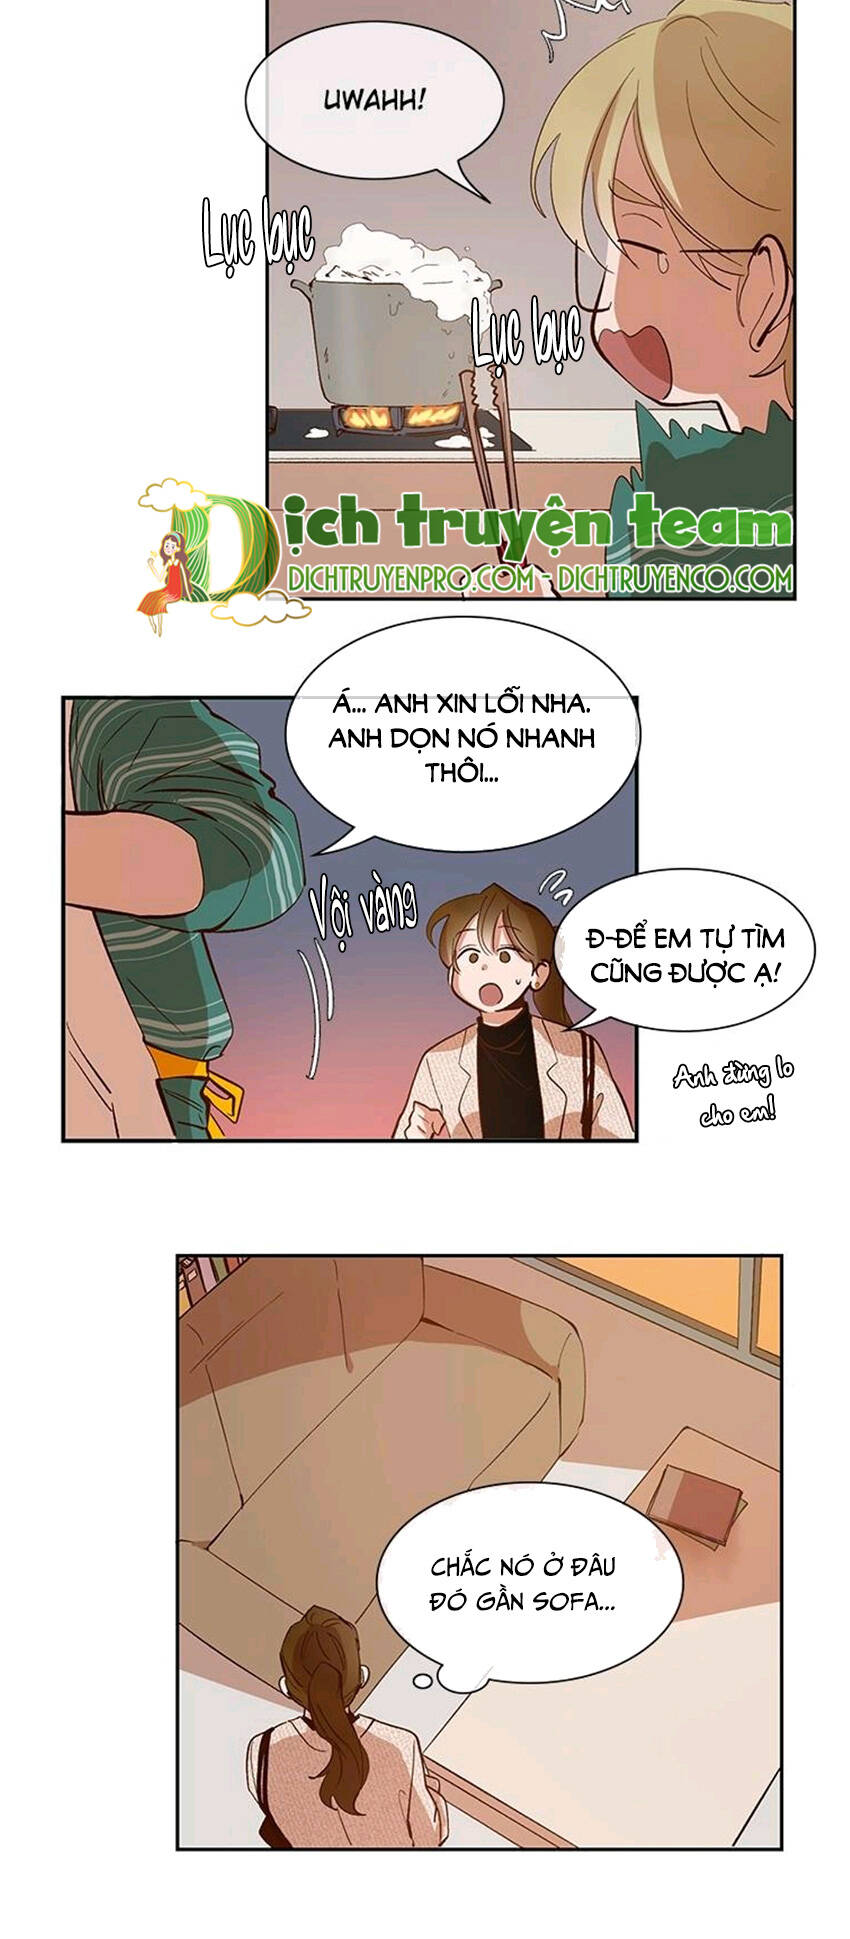 UWAHH!
Lục bục
Lục bục
Dịch truyện team
DICHTRUYENPRO.COM - DICHTRUYENCO.COM
Á... ANH XIN LỖI NHA.
ANH DỌN NÓ NHANH
THÔI...
Vội vàng
Đ-ĐỂ EM TỰ TÌM
CŨNG ĐƯỢC Ạ!
Anh đừng lo
cho em!
CHẮC NÓ Ở ĐÂU
ĐÓ GẦN SOFA...